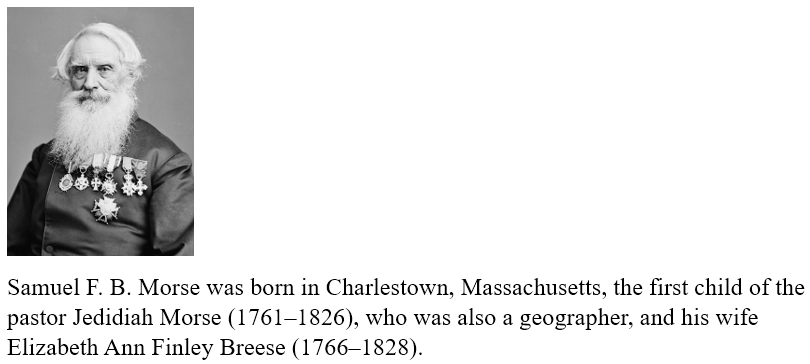 Samuel F. B. Morse was born in Charlestown, Massachusetts, the first child of the
pastor Jedidiah Morse (1761–1826), who was also a geographer, and his wife
Elizabeth Ann Finley Breese (1766–1828).